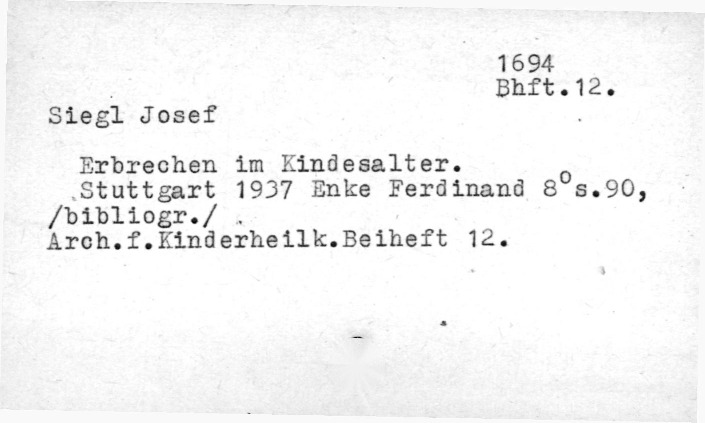 1694
Bhft.12.
Siegl Josef
Erbrechen im Kindesalter.
Stuttgart 1937 Enke Ferdinand 8°s.90,
/bibliogr./
Arch.f.Kinderheilk.Beiheft 12.